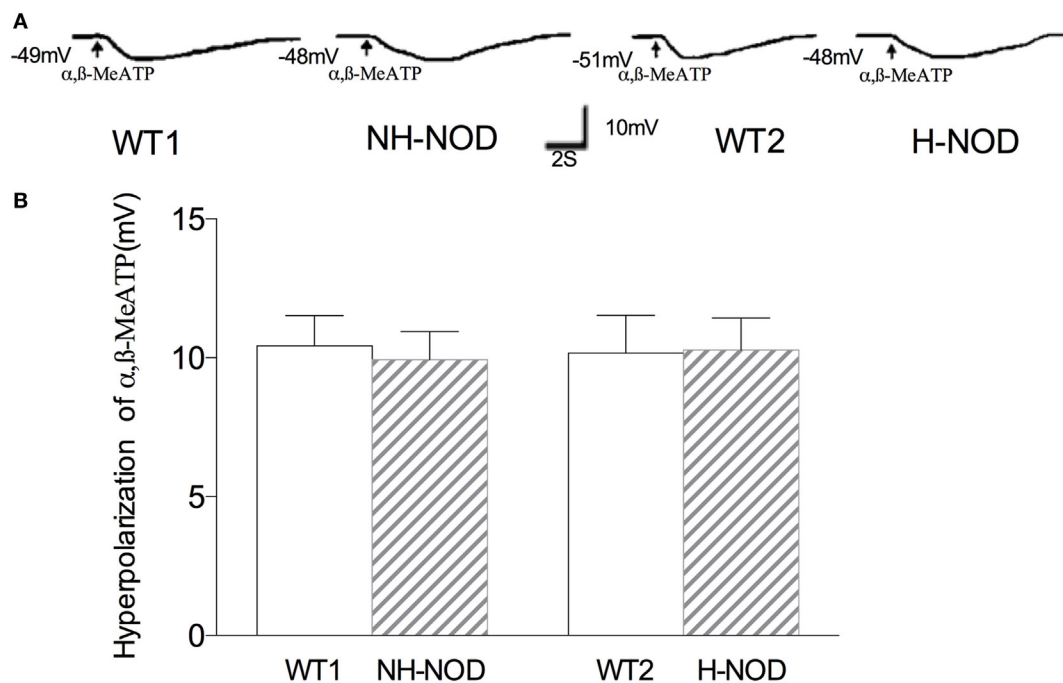 A
-49mV
α,ß-MeATP
WT1
-48mV
α,ß-MeATP
NH-NOD
10mV
2S
-51mV
α,ß-MeATP
WT2
-48mV
α,ß-MeATP
H-NOD
B
Hyperpolarization of α,ß-MeATP(mV)
15
10
5
0
WT1
NH-NOD
WT2
H-NOD